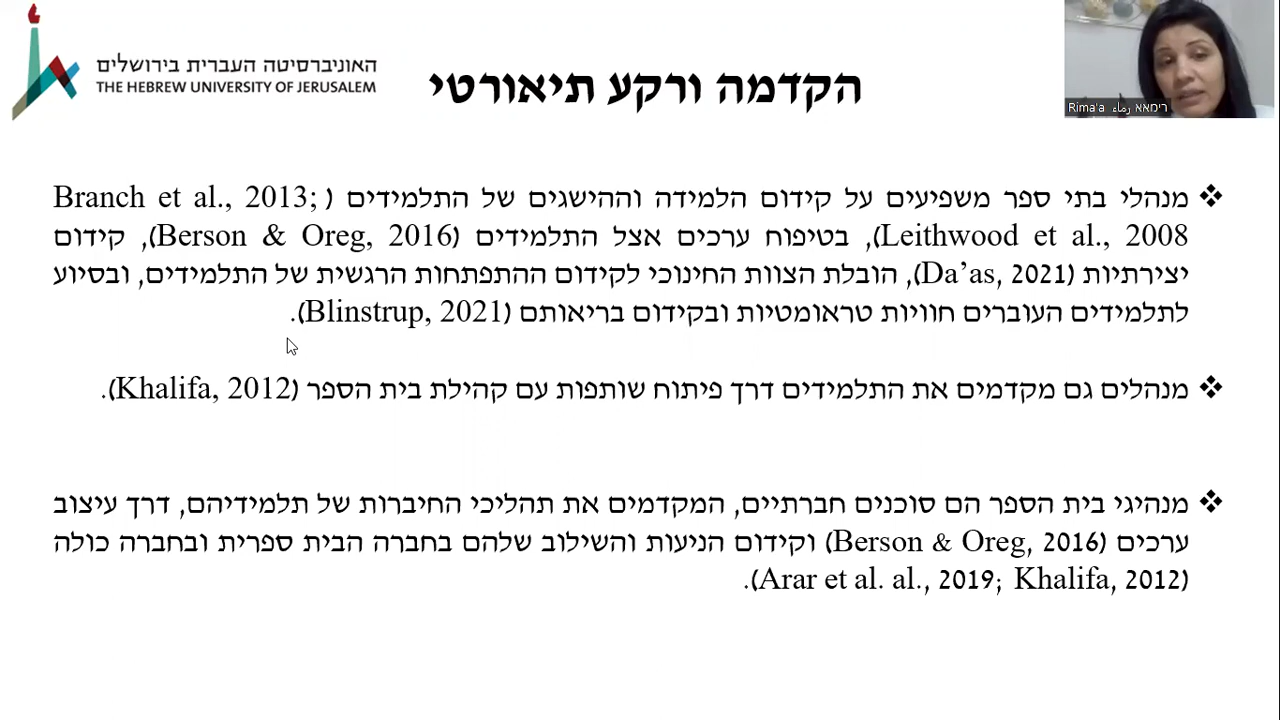 האוניברסיטה העברית בירושלים
THE HEBREW UNIVERSITY OF JERUSALEM
הקדמה ורקע תיאורטי
Rima'a رماء רימאא
❖ מנהלי בתי ספר משפיעים על קידום הלמידה וההישגים של התלמידים (Branch et al., 2013;
Leithwood et al., 2008), בטיפוח ערכים אצל התלמידים (Berson & Oreg, 2016), קידום
יצירתיות (Da’as, 2021), הובלת הצוות החינוכי לקידום ההתפתחות הרגשית של התלמידים, ובסיוע
לתלמידים העוברים חוויות טראומטיות ובקידום בריאותם (Blinstrup, 2021).
❖ מנהלים גם מקדמים את התלמידים דרך פיתוח שותפות עם קהילת בית הספר (Khalifa, 2012).
❖ מנהיגי בית הספר הם סוכנים חברתיים, המקדמים את תהליכי החיברות של תלמידיהם, דרך עיצוב
ערכים (Berson & Oreg, 2016) וקידום הניעות והשילוב שלהם בחברה הבית ספרית ובחברה כולה
(Arar et al. al., 2019; Khalifa, 2012).